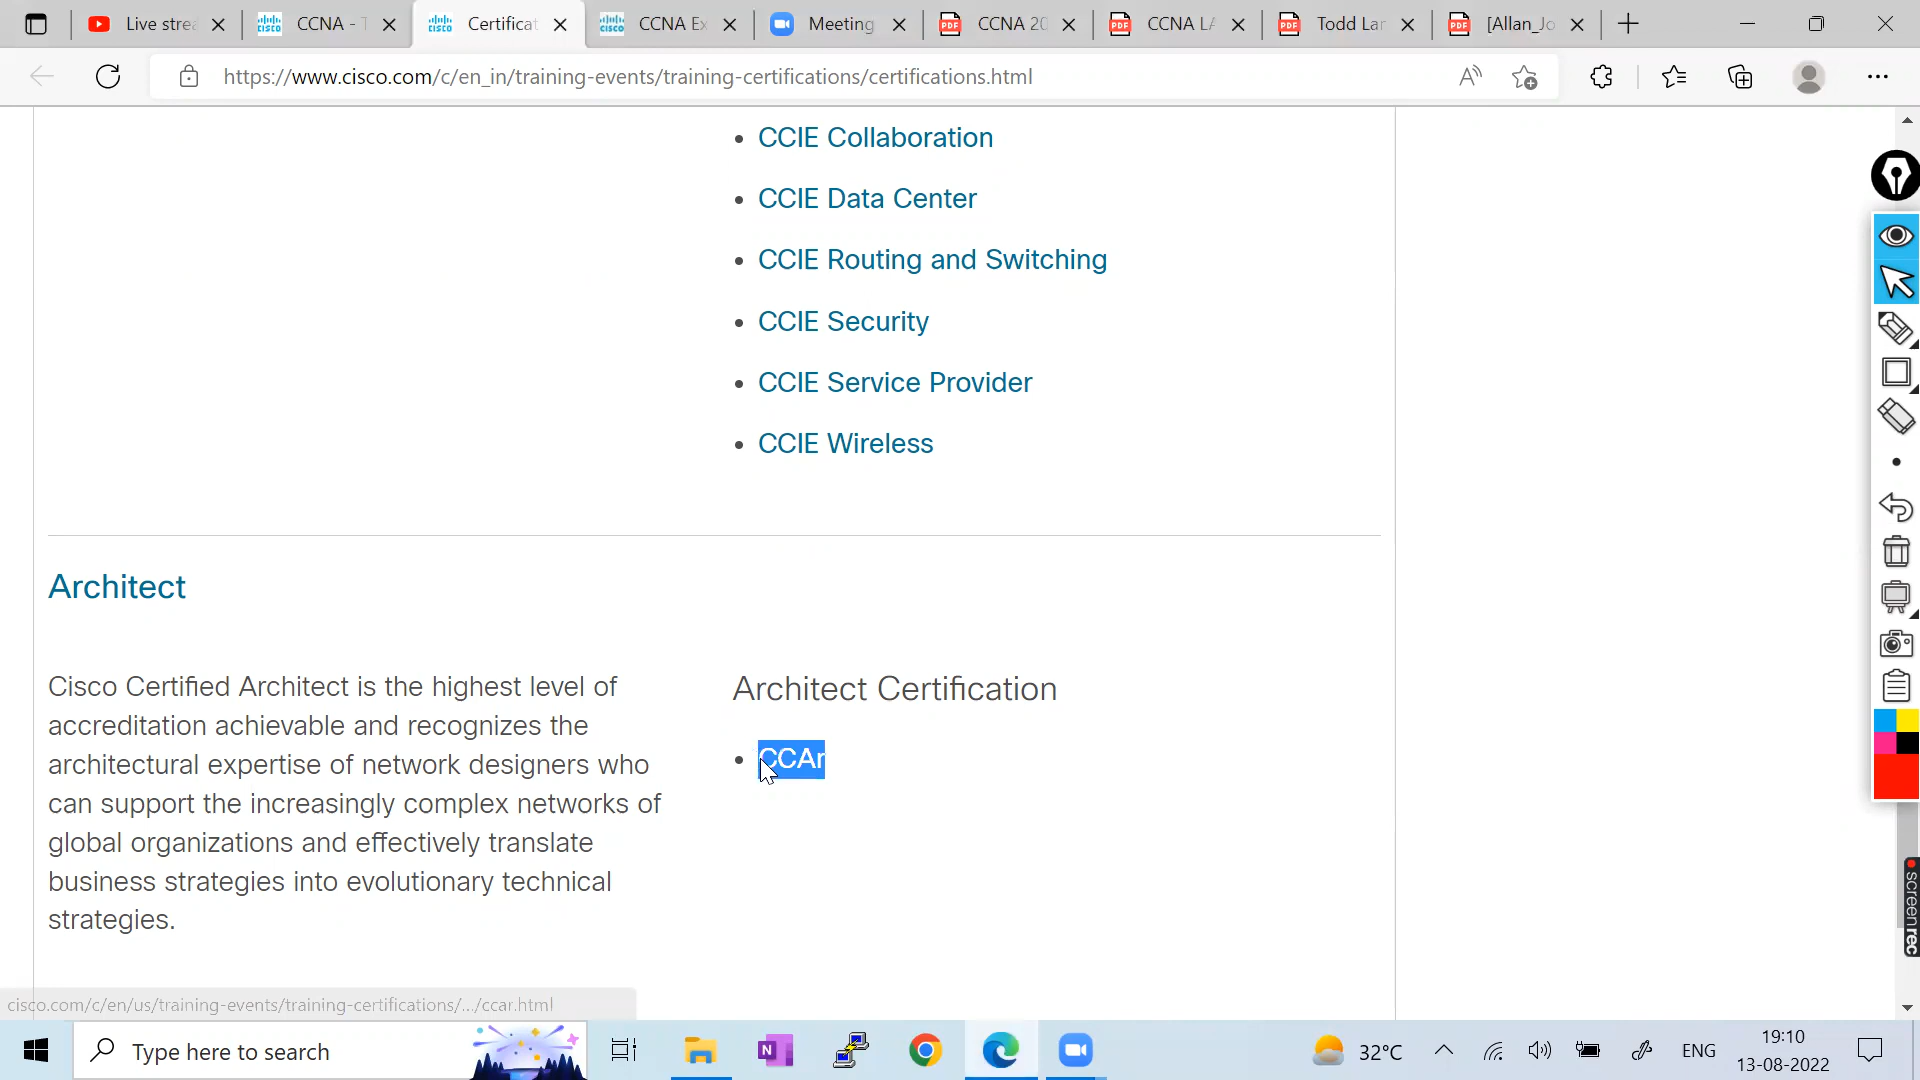 Live strea
CCNA - T
Certificat
CCNA Ex
Meeting
CCNA 20
CCNA LA
Todd Lar
[Allan_Jo
https://www.cisco.com/c/en_in/training-events/training-certifications/certifications.html
CCIE Collaboration
CCIE Data Center
CCIE Routing and Switching
CCIE Security
CCIE Service Provider
CCIE Wireless
Architect
Cisco Certified Architect is the highest level of
accreditation achievable and recognizes the
architectural expertise of network designers who
can support the increasingly complex networks of
global organizations and effectively translate
business strategies into evolutionary technical
strategies.
Architect Certification
CCAr
screenrec
cisco.com/c/en/us/training-events/training-certifications/.../ccar.html
Type here to search
32°C
ENG
19:10
13-08-2022